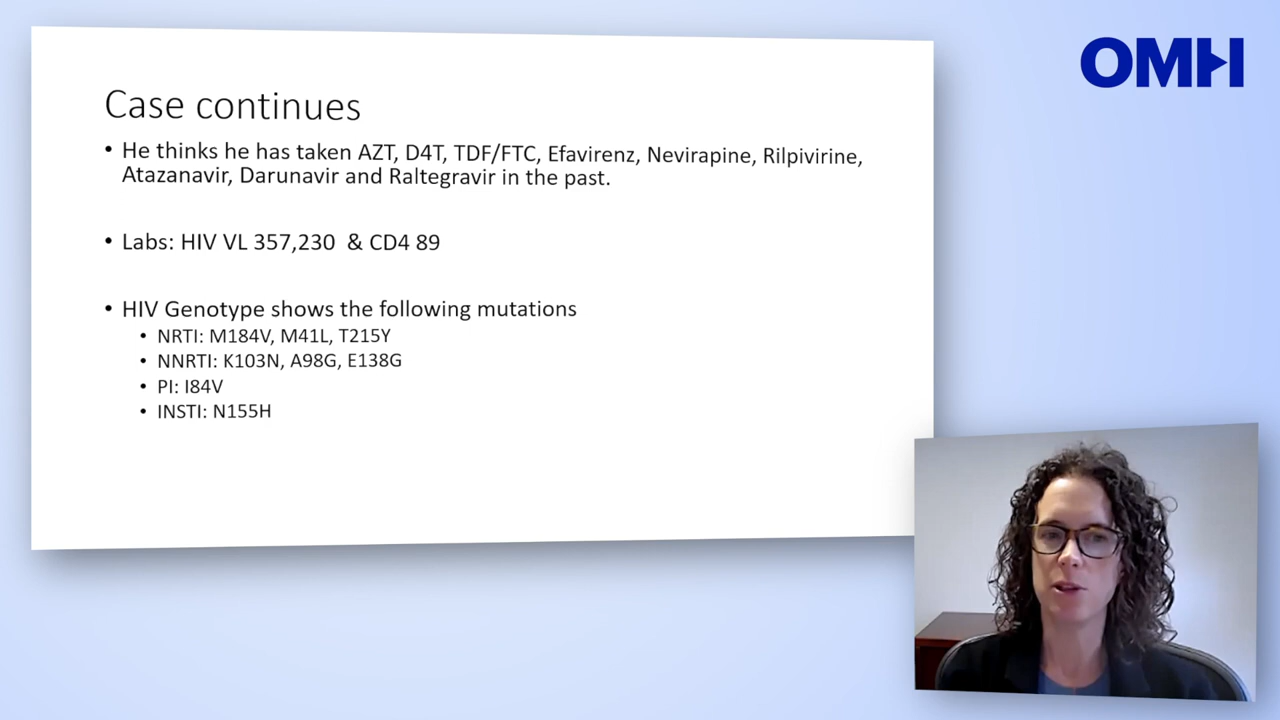 OMH
Case continues
• He thinks he has taken AZT, D4T, TDF/FTC, Efavirenz, Nevirapine, Rilpivirine,
Atazanavir, Darunavir and Raltegravir in the past.
• Labs: HIV VL 357,230 & CD4 89
• HIV Genotype shows the following mutations
• NRTI: M184V, M41L, T215Y
• NNRTI: K103N, A98G, E138G
• PI: I84V
• INSTI: N155H